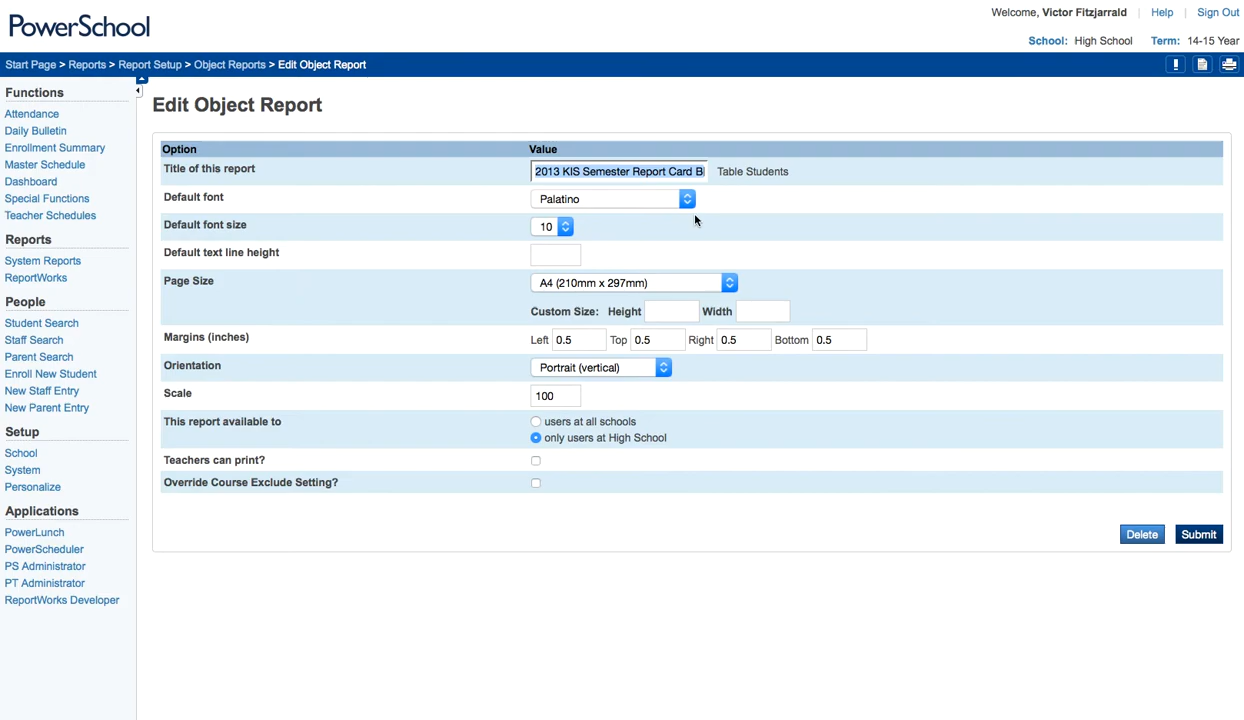 PowerSchool
Welcome, Victor Fitzjarrald | Help | Sign Out
School: High School Term: 14-15 Year
Start Page > Reports > Report Setup > Object Reports > Edit Object Report
Functions
Attendance
Daily Bulletin
Enrollment Summary
Master Schedule
Dashboard
Special Functions
Teacher Schedules
Reports
System Reports
ReportWorks
People
Student Search
Staff Search
Parent Search
Enroll New Student
New Staff Entry
New Parent Entry
Setup
School
System
Personalize
Applications
PowerLunch
PowerScheduler
PS Administrator
PT Administrator
ReportWorks Developer
Edit Object Report
Option Value
Title of this report 2013 KIS Semester Report Card B Table Students
Default font Palatino
Default font size 10
Default text line height
Page Size A4 (210mm x 297mm)
Custom Size: Height Width
Margins (inches) Left 0.5 Top 0.5 Right 0.5 Bottom 0.5
Orientation Portrait (vertical)
Scale 100
This report available to users at all schools
only users at High School
Teachers can print?
Override Course Exclude Setting?
Delete Submit